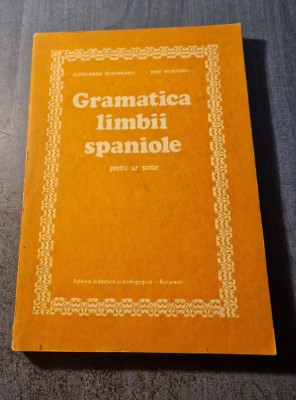 CONSTANTIN DUHĂNEANU DAN MUNTEANU
Gramatica
limbii
spaniole
pentru uz școlar
Editura didactică și pedagogică – București